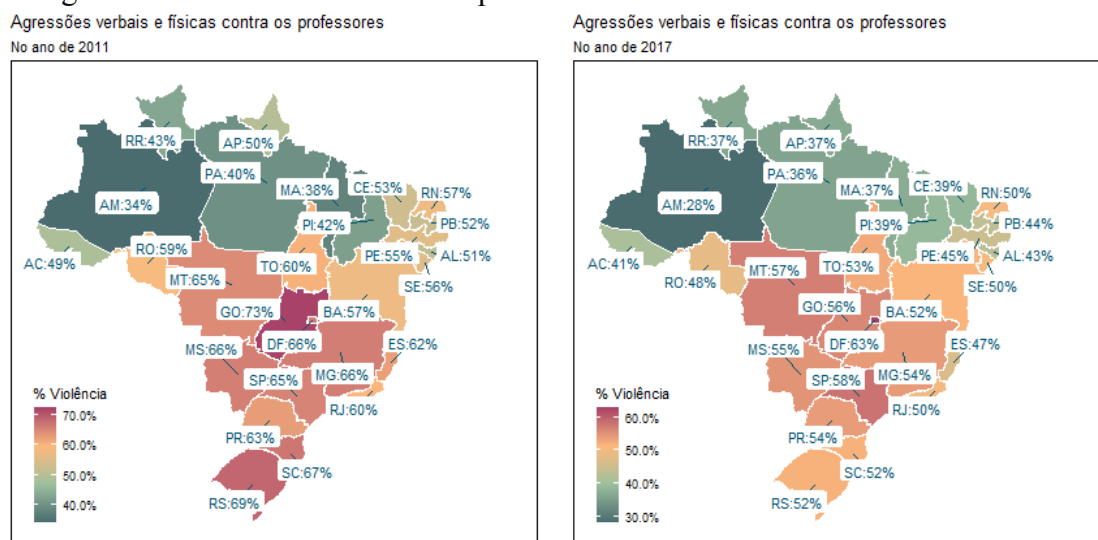 Agressões verbais e físicas contra os professores
No ano de 2011
RR:43%
AP:50%
PA:40%
MA:38%
CE:53%
RN:57%
AM:34%
PI:42%
PB:52%
RO:59%
PE:55%
AC:49%
TO:60%
AL:51%
MT:65%
SE:56%
GO:73%
BA:57%
DF:66%
MS:66%
ES:62%
SP:65%
MG:66%
RJ:60%
PR:63%
SC:67%
RS:69%
% Violência
70.0%
60.0%
50.0%
40.0%
Agressões verbais e físicas contra os professores
No ano de 2017
RR:37%
AP:37%
PA:36%
MA:37%
CE:39%
RN:50%
AM:28%
PI:39%
PB:44%
PE:45%
AC:41%
TO:53%
AL:43%
MT:57%
RO:48%
SE:50%
GO:56%
BA:52%
DF:63%
MS:55%
ES:47%
SP:58%
MG:54%
RJ:50%
PR:54%
SC:52%
RS:52%
% Violência
60.0%
50.0%
40.0%
30.0%